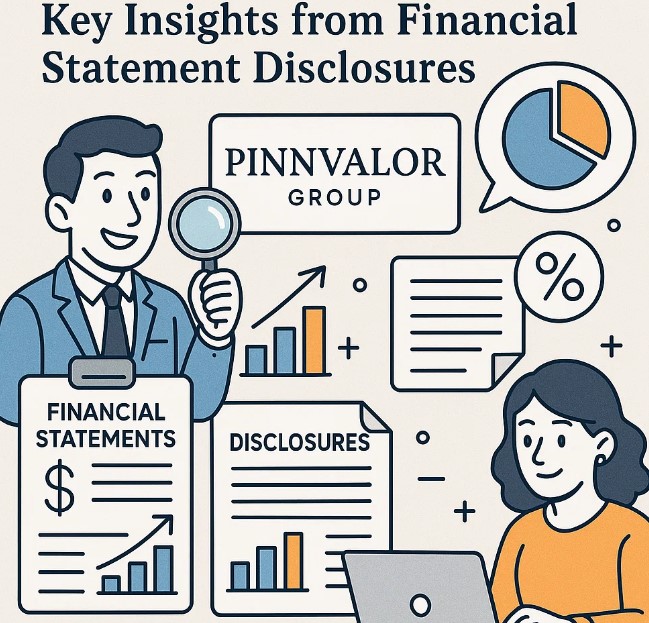 Key Insights from Financial
Statement Disclosures
PINNVALOR
GROUP
%
FINANCIAL
STATEMENTS
$
DISCLOSURES